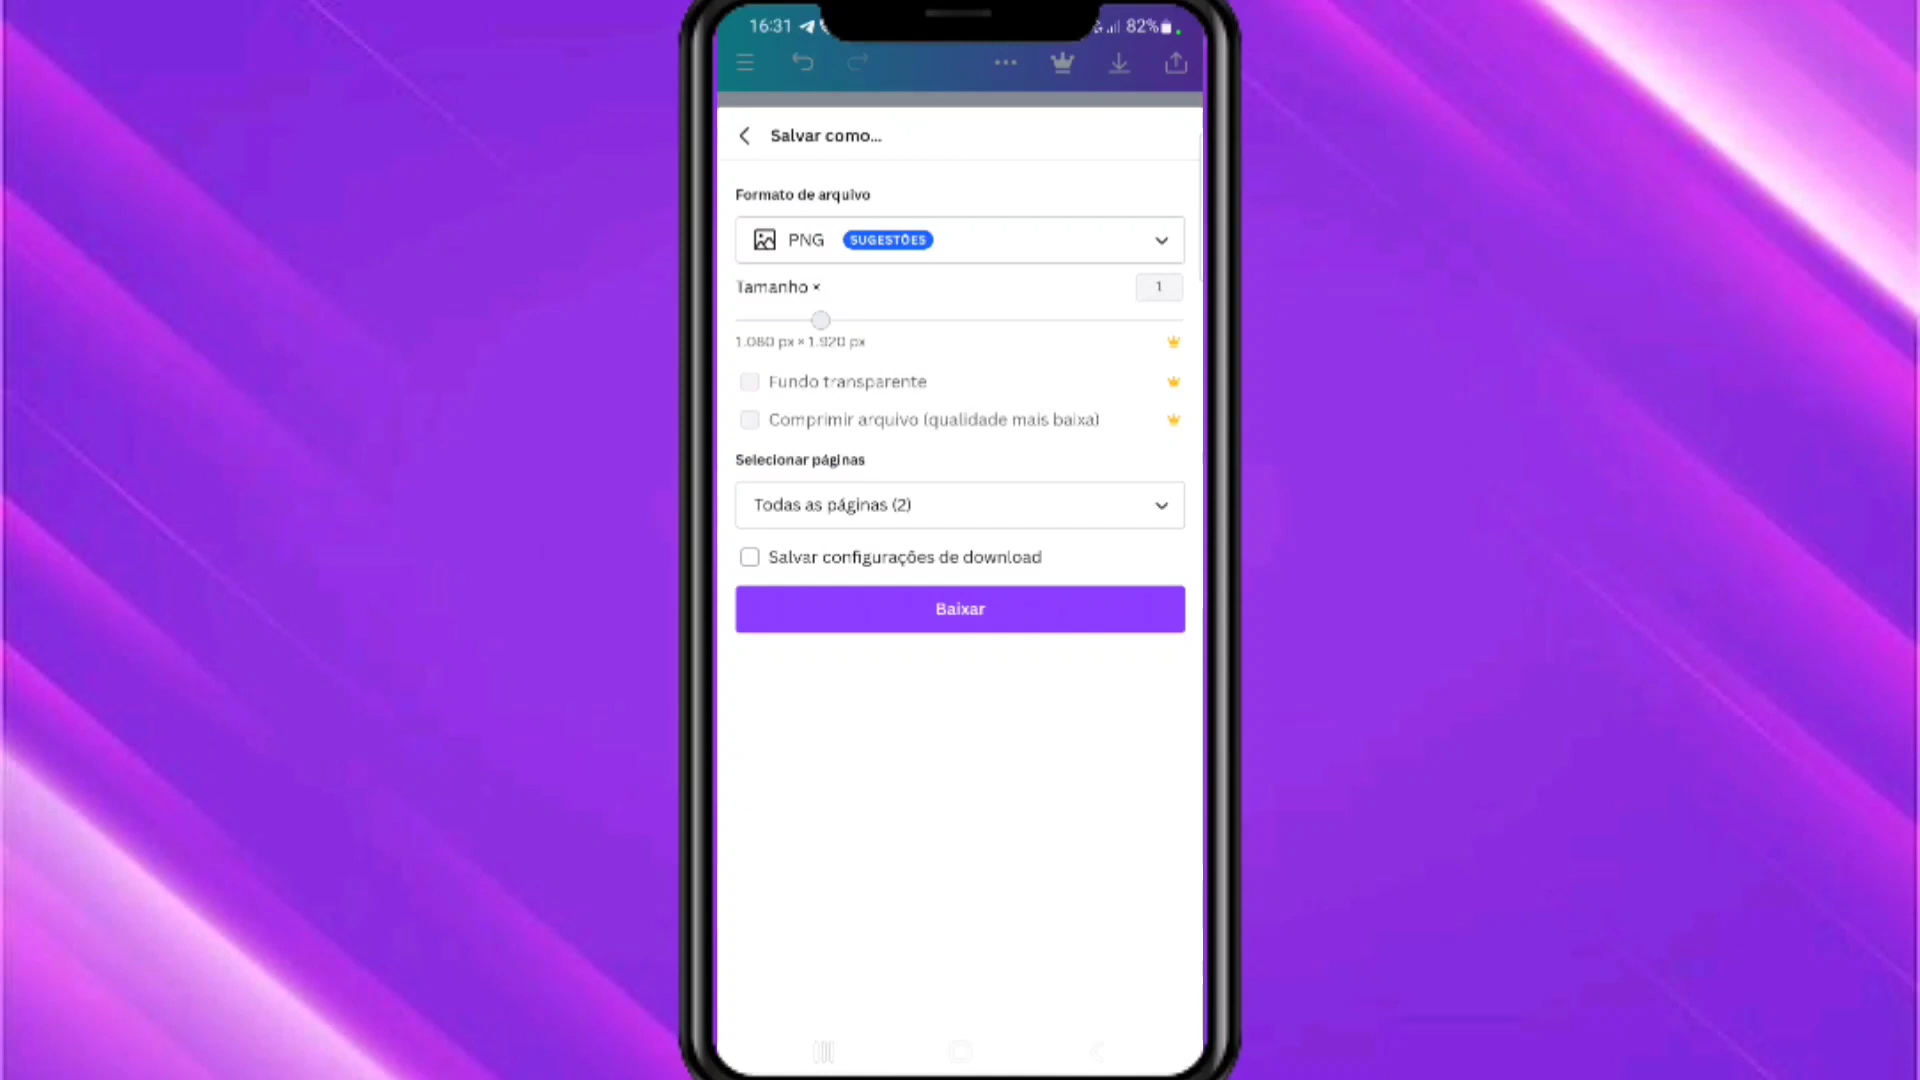 16:31 82%
Salvar como...
Formato de arquivo
PNG SUGESTÕES
Tamanho × 1
1.080 px × 1.920 px
Fundo transparente
Comprimir arquivo (qualidade mais baixa)
Selecionar páginas
Todas as páginas (2)
Salvar configurações de download
Baixar